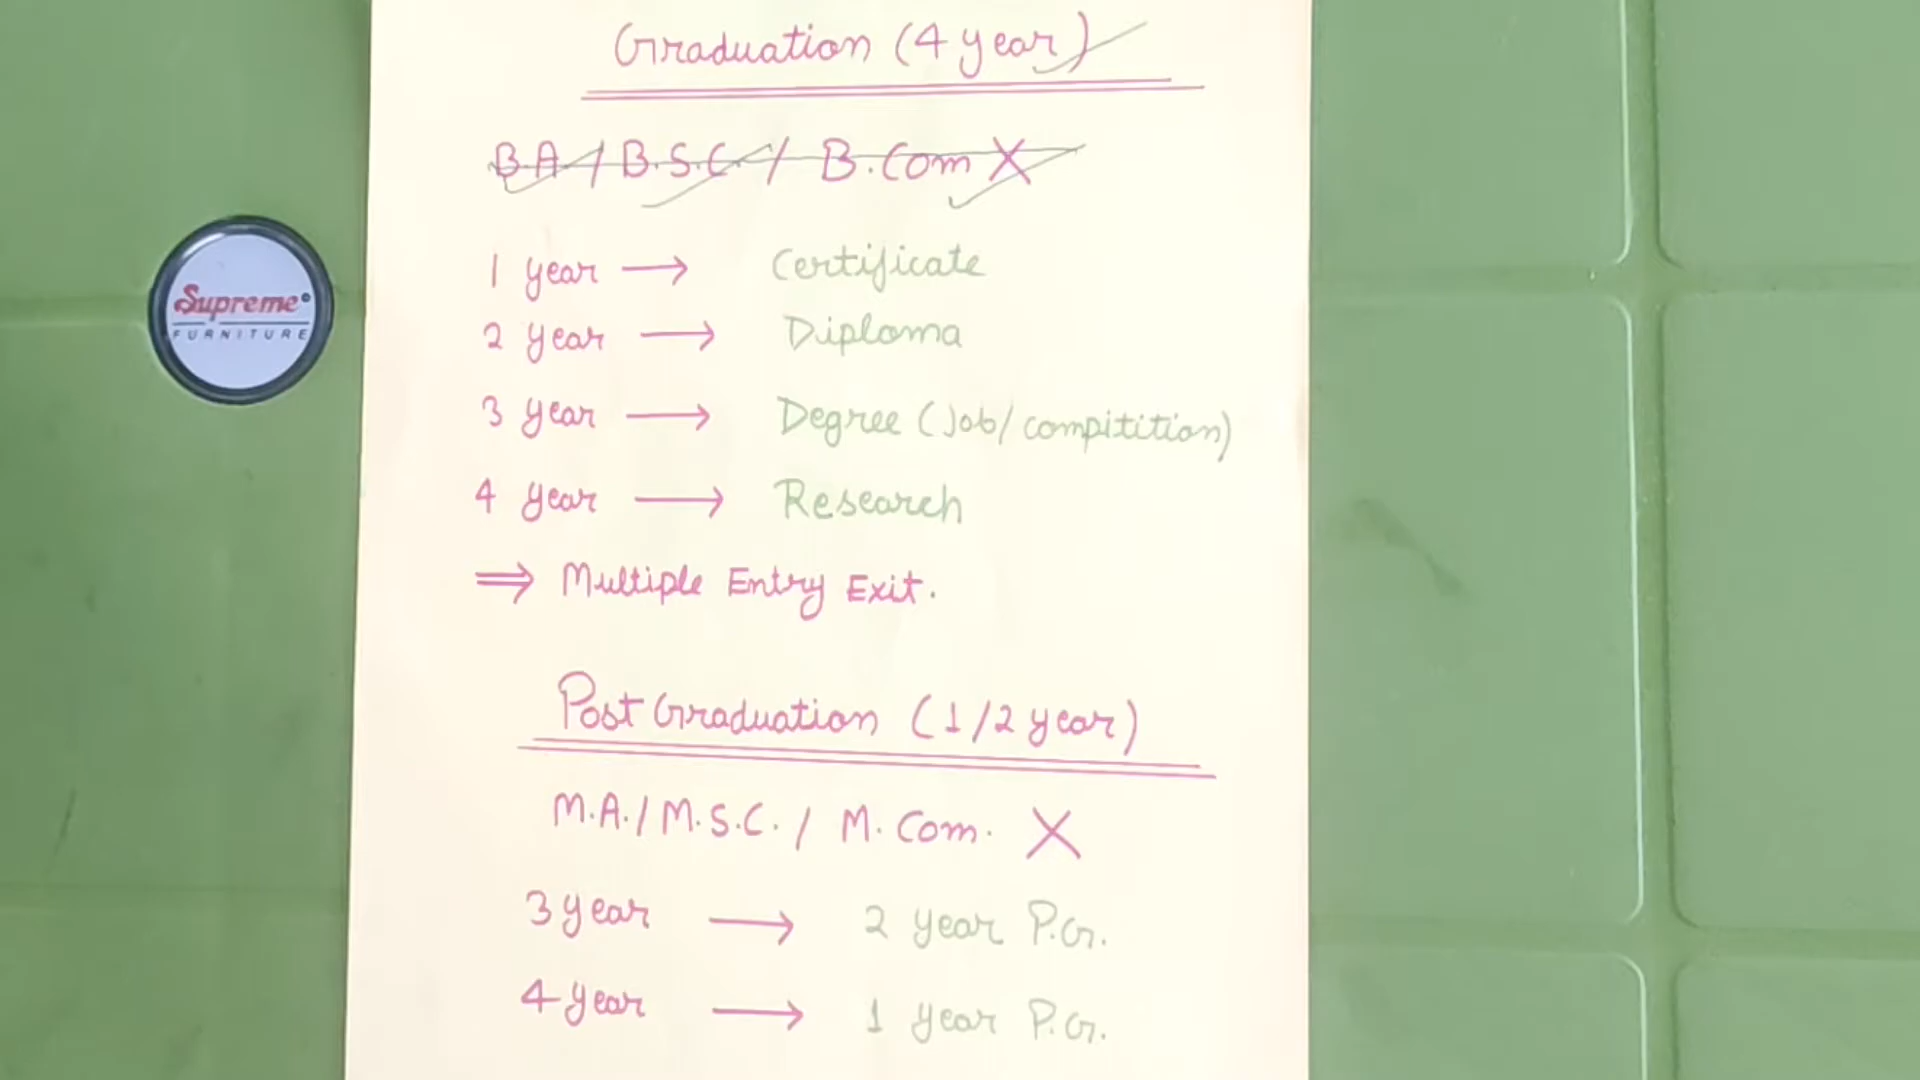 Graduation (4 year)
B.A / B.S.C / B.Com X
1 year → Certificate
2 year → Diploma
3 year → Degree (Job/compitition)
4 year → Research
⇒ Multiple Entry Exit.
Supreme
FURNITURE
Post Graduation (1/2 year)
M.A./M.S.C./ M. Com. X
3 year → 2 year P.G.
4 year → 1 year P.G.